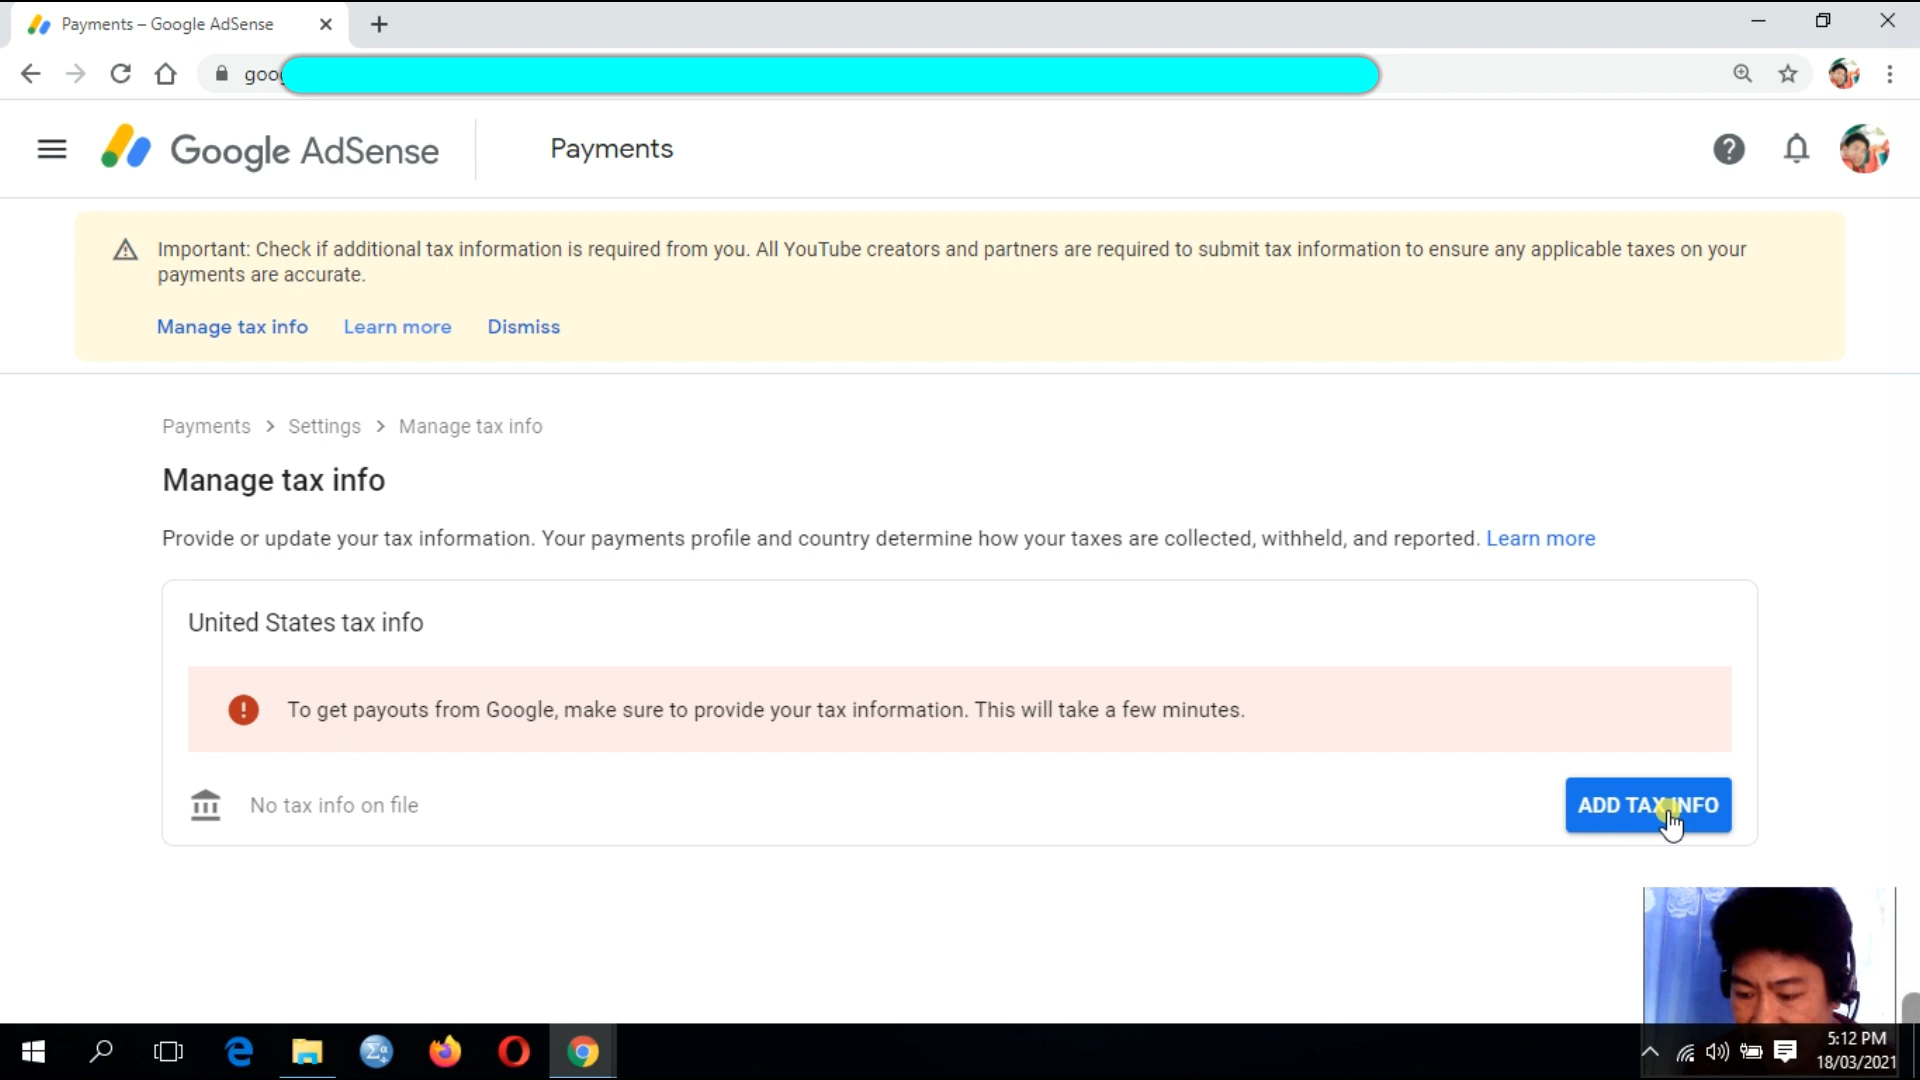 Payments – Google AdSense
Google AdSense
Payments
Important: Check if additional tax information is required from you. All YouTube creators and partners are required to submit tax information to ensure any applicable taxes on your
payments are accurate.
Manage tax info Learn more Dismiss
Payments > Settings > Manage tax info
Manage tax info
Provide or update your tax information. Your payments profile and country determine how your taxes are collected, withheld, and reported. Learn more
United States tax info
To get payouts from Google, make sure to provide your tax information. This will take a few minutes.
No tax info on file
ADD TAX INFO
5:12 PM
18/03/2021